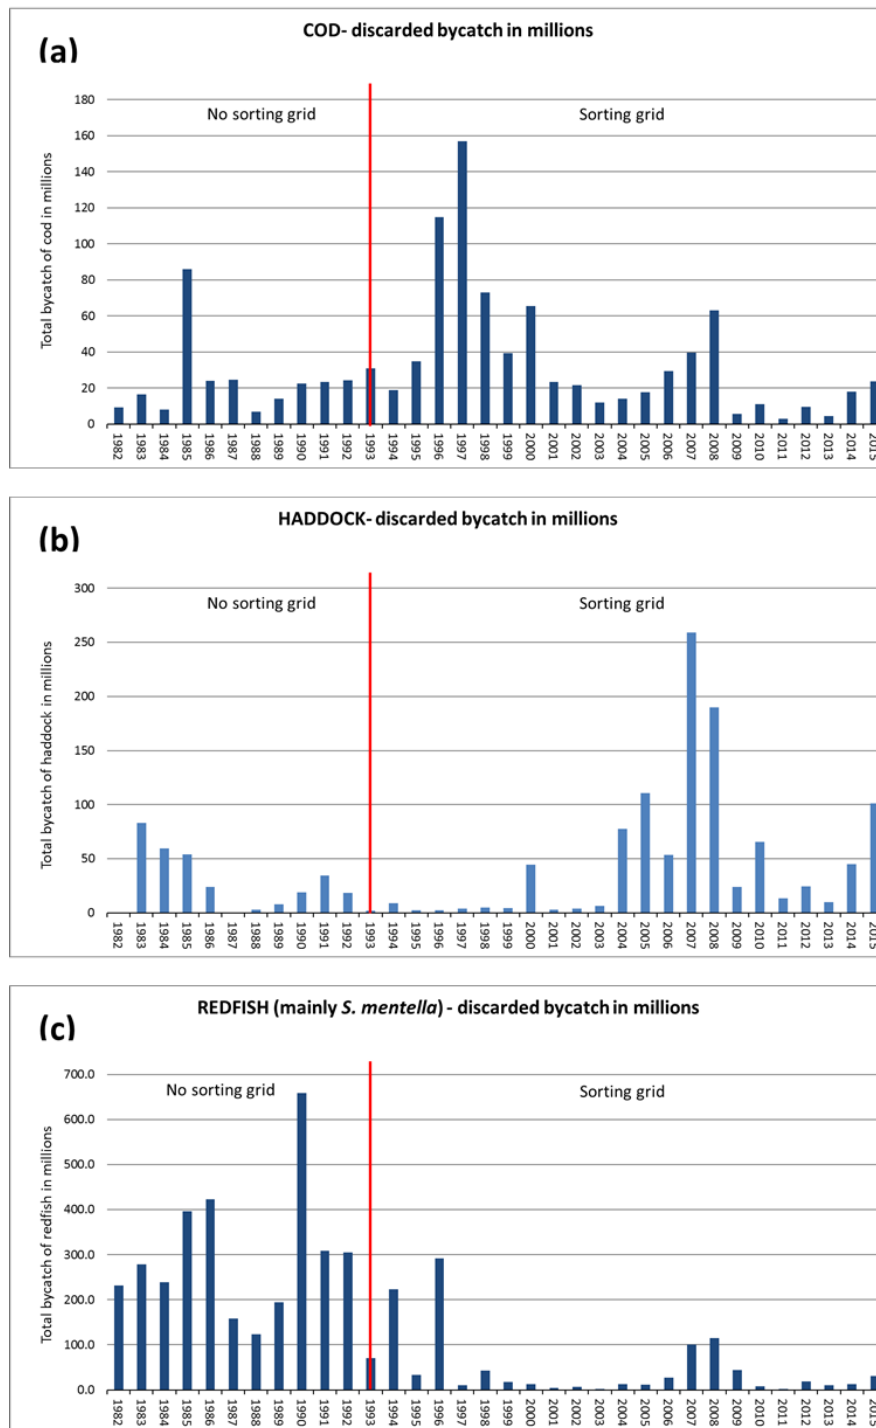 COD- discarded bycatch in millions
(a)
No sorting grid
Sorting grid
Total bycatch of cod in millions
180
160
140
120
100
80
60
40
20
0
1982 1983 1984 1985 1986 1987 1988 1989 1990 1991 1992 1993 1994 1995 1996 1997 1998 1999 2000 2001 2002 2003 2004 2005 2006 2007 2008 2009 2010 2011 2012 2013 2014 2015
HADDOCK- discarded bycatch in millions
(b)
No sorting grid
Sorting grid
Total bycatch of haddock in millions
300
250
200
150
100
50
0
1982 1983 1984 1985 1986 1987 1988 1989 1990 1991 1992 1993 1994 1995 1996 1997 1998 1999 2000 2001 2002 2003 2004 2005 2006 2007 2008 2009 2010 2011 2012 2013 2014 2015
REDFISH (mainly S. mentella) - discarded bycatch in millions
(c)
No sorting grid
Sorting grid
Total bycatch of redfish in millions
700.0
600.0
500.0
400.0
300.0
200.0
100.0
0.0
1982 1983 1984 1985 1986 1987 1988 1989 1990 1991 1992 1993 1994 1995 1996 1997 1998 1999 2000 2001 2002 2003 2004 2005 2006 2007 2008 2009 2010 2011 2012 2013 2014 2015